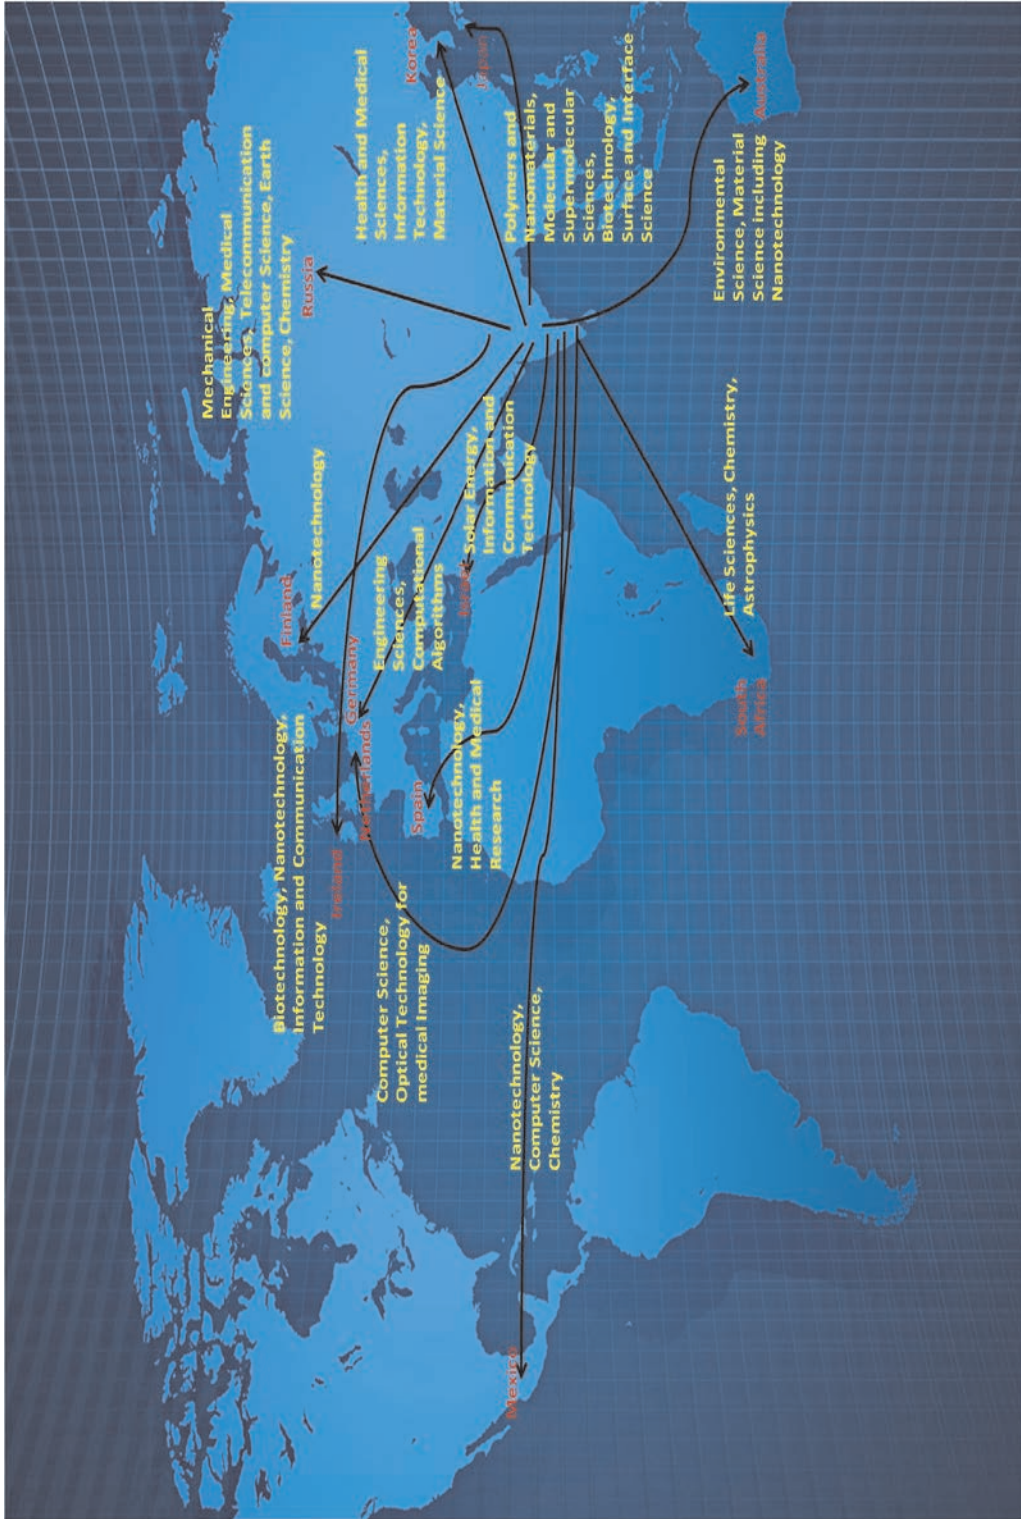 Mechanical
Engineering, Medical
Sciences, Telecommunication
and computer Science, Earth
Science, Chemistry
Russia
Biotechnology, Nanotechnology,
Information and Communication
Technology
Ireland
Finland
Nanotechnology
Germany
Netherlands
Health and Medical
Sciences,
Information
Technology,
Material Science
Korea
Japan
Engineering
Sciences,
Computational
Algorithms
Computer Science,
Optical Technology for
medical Imaging
Spain
Nanotechnology,
Health and Medical
Research
Israel
Solar Energy,
Information and
Communication
Technology
Polymers and
Nanomaterials,
Molecular and
Supermolecular
Sciences,
Biotechnology,
Surface and Interface
Science
Mexico
Nanotechnology,
Computer Science,
Chemistry
Environmental
Science, Material
Science including
Nanotechnology
Australia
Life Sciences, Chemistry,
Astrophysics
South
Africa